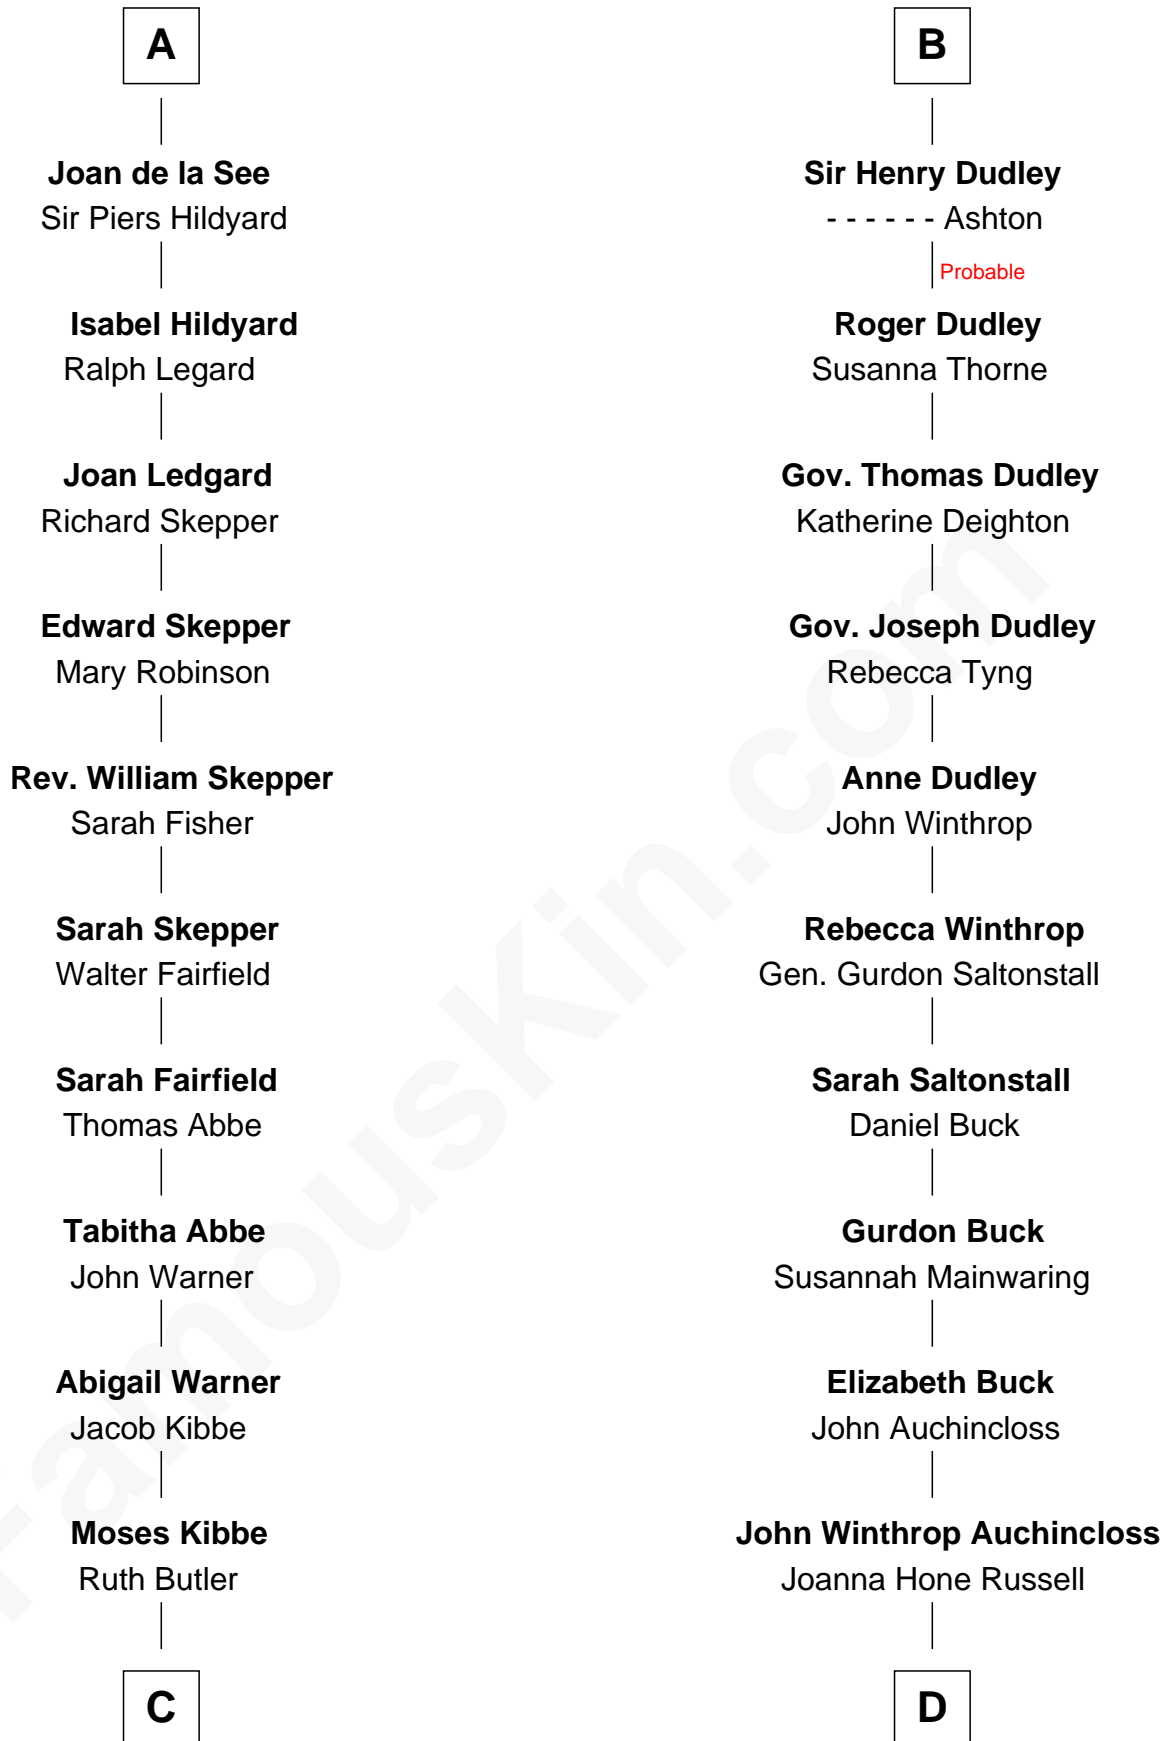 A
Joan de la See
Sir Piers Hildyard
Isabel Hildyard
Ralph Legard
Joan Ledgard
Richard Skepper
Edward Skepper
Mary Robinson
Rev. William Skepper
Sarah Fisher
Sarah Skepper
Walter Fairfield
Sarah Fairfield
Thomas Abbe
Tabitha Abbe
John Warner
Abigail Warner
Jacob Kibbe
Moses Kibbe
Ruth Butler
C
B
Sir Henry Dudley
- - - - - - Ashton
Probable
Roger Dudley
Susanna Thorne
Gov. Thomas Dudley
Katherine Deighton
Gov. Joseph Dudley
Rebecca Tyng
Anne Dudley
John Winthrop
Rebecca Winthrop
Gen. Gurdon Saltonstall
Sarah Saltonstall
Daniel Buck
Gurdon Buck
Susannah Mainwaring
Elizabeth Buck
John Auchincloss
John Winthrop Auchincloss
Joanna Hone Russell
D
FamousKin.com